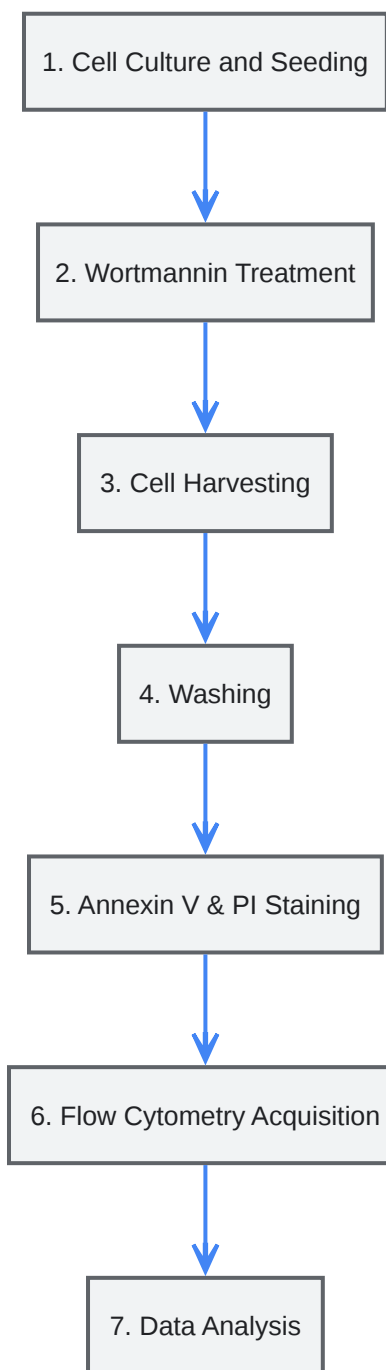 1. Cell Culture and Seeding
2. Wortmannin Treatment
3. Cell Harvesting
4. Washing
5. Annexin V & PI Staining
6. Flow Cytometry Acquisition
7. Data Analysis